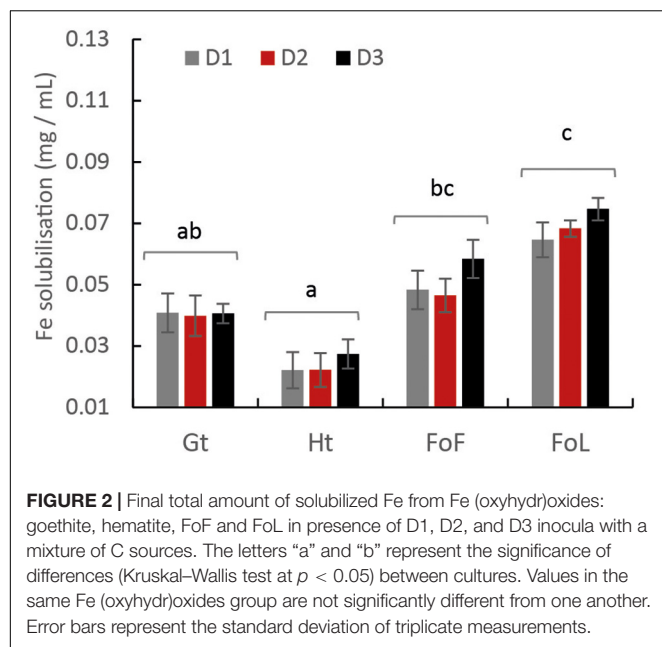 0.13
D1 D2 D3
0.11
c
0.09
bc
0.07
ab
0.05
a
0.03
0.01
Fe solubilisation (mg / mL)
Gt Ht FoF FoL
FIGURE 2 | Final total amount of solubilized Fe from Fe (oxyhydr)oxides:
goethite, hematite, FoF and FoL in presence of D1, D2, and D3 inocula with a
mixture of C sources. The letters “a” and “b” represent the significance of
differences (Kruskal–Wallis test at p < 0.05) between cultures. Values in the
same Fe (oxyhydr)oxides group are not significantly different from one another.
Error bars represent the standard deviation of triplicate measurements.